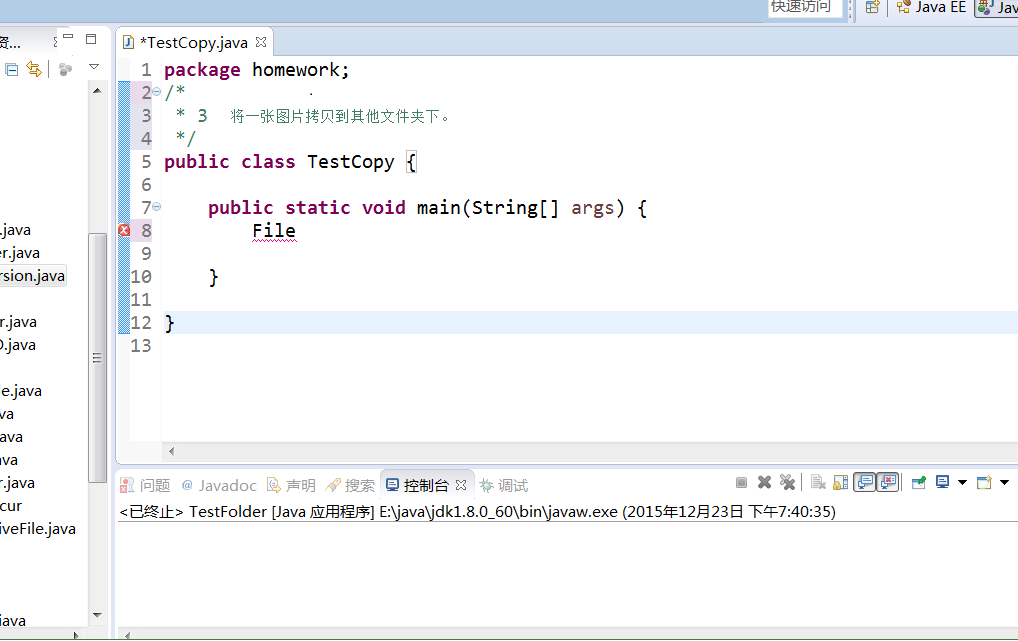 快速访问
Java EE
Jav
资...
*TestCopy.java
1 package homework;
2 /*
3 * 3 将一张图片拷贝到其他文件夹下。
4 */
5 public class TestCopy {
6
7 public static void main(String[] args) {
8 File
9
10 }
11
12 }
13
.java
er.java
rsion.java
r.java
O.java
e.java
va
ava
va
r.java
cur
iveFile.java
java
问题 @ Javadoc 声明 搜索 控制台 调试
<已终止> TestFolder [Java 应用程序] E:\java\jdk1.8.0_60\bin\javaw.exe (2015年12月23日 下午7:40:35)